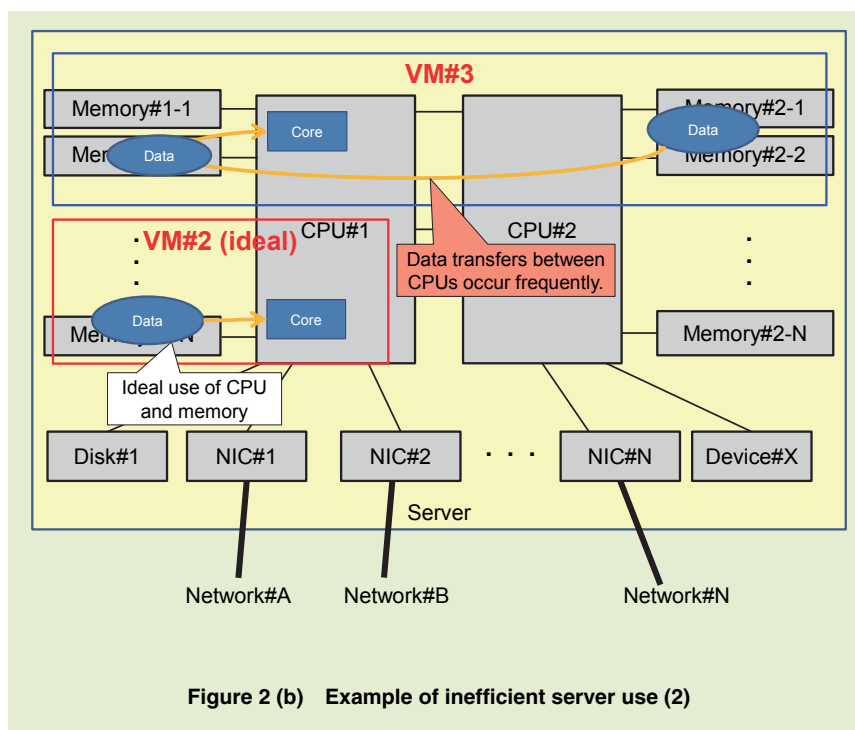 VM#3
Memory#1-1
Core
Memory#2-1
Data
Mem
Data
Memory#2-2
VM#2 (ideal)
CPU#1
CPU#2
Data transfers between
CPUs occur frequently.
Data
Core
Mem
N
Memory#2-N
Ideal use of CPU
and memory
Disk#1
NIC#1
NIC#2
· · ·
NIC#N
Device#X
Server
Network#A
Network#B
Network#N
Figure 2 (b) Example of inefficient server use (2)